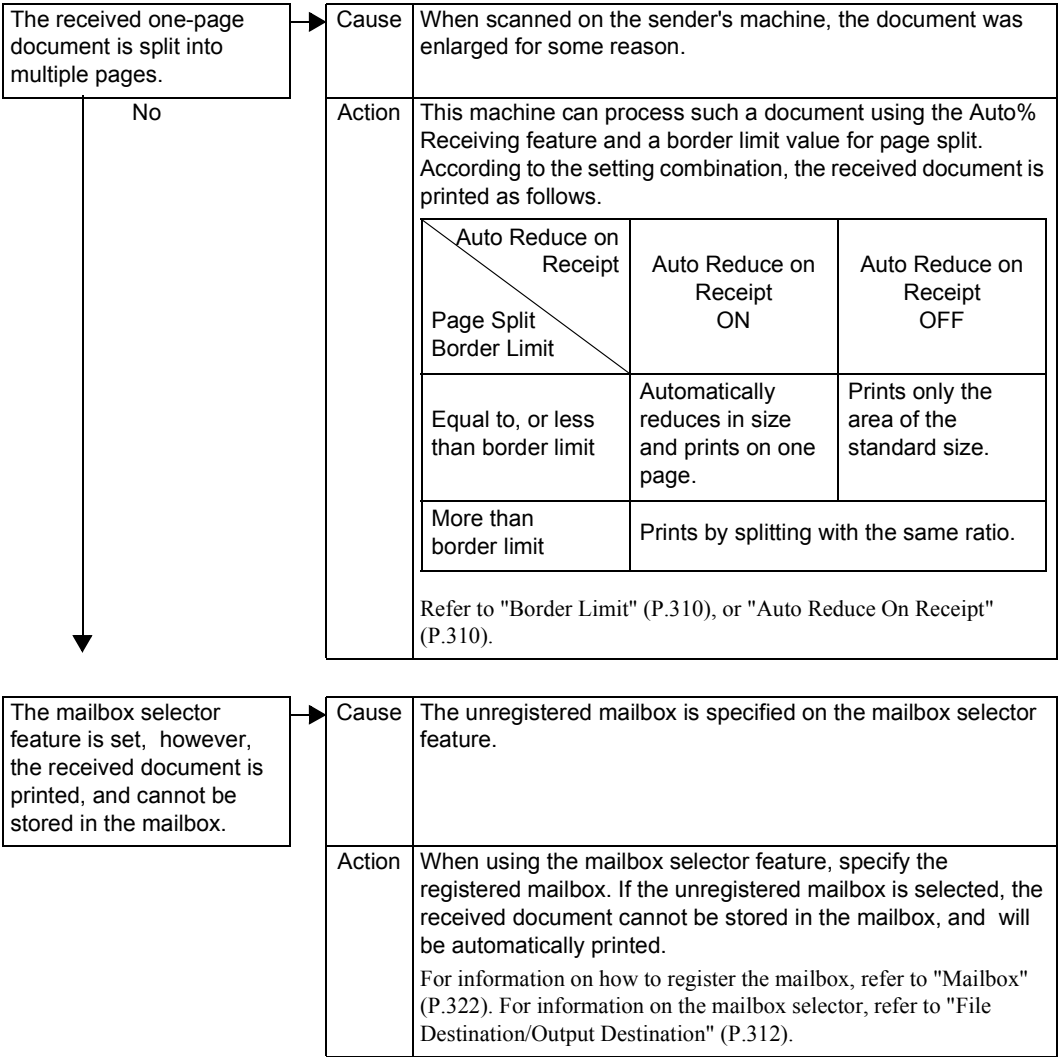 The received one-page
document is split into
multiple pages.
Cause
When scanned on the sender's machine, the document was
enlarged for some reason.
No
Action
This machine can process such a document using the Auto%
Receiving feature and a border limit value for page split.
According to the setting combination, the received document is
printed as follows.
Auto Reduce on
Receipt
Page Split
Border Limit
Auto Reduce on
Receipt
ON
Auto Reduce on
Receipt
OFF
Equal to, or less
than border limit
Automatically
reduces in size
and prints on one
page.
Prints only the
area of the
standard size.
More than
border limit
Prints by splitting with the same ratio.
Refer to "Border Limit" (P.310), or "Auto Reduce On Receipt"
(P.310).
The mailbox selector
feature is set,  however,
the received document is
printed, and cannot be
stored in the mailbox.
Cause
The unregistered mailbox is specified on the mailbox selector
feature.
Action
When using the mailbox selector feature, specify the
registered mailbox. If the unregistered mailbox is selected, the
received document cannot be stored in the mailbox, and  will
be automatically printed.
For information on how to register the mailbox, refer to "Mailbox"
(P.322). For information on the mailbox selector, refer to "File
Destination/Output Destination" (P.312).